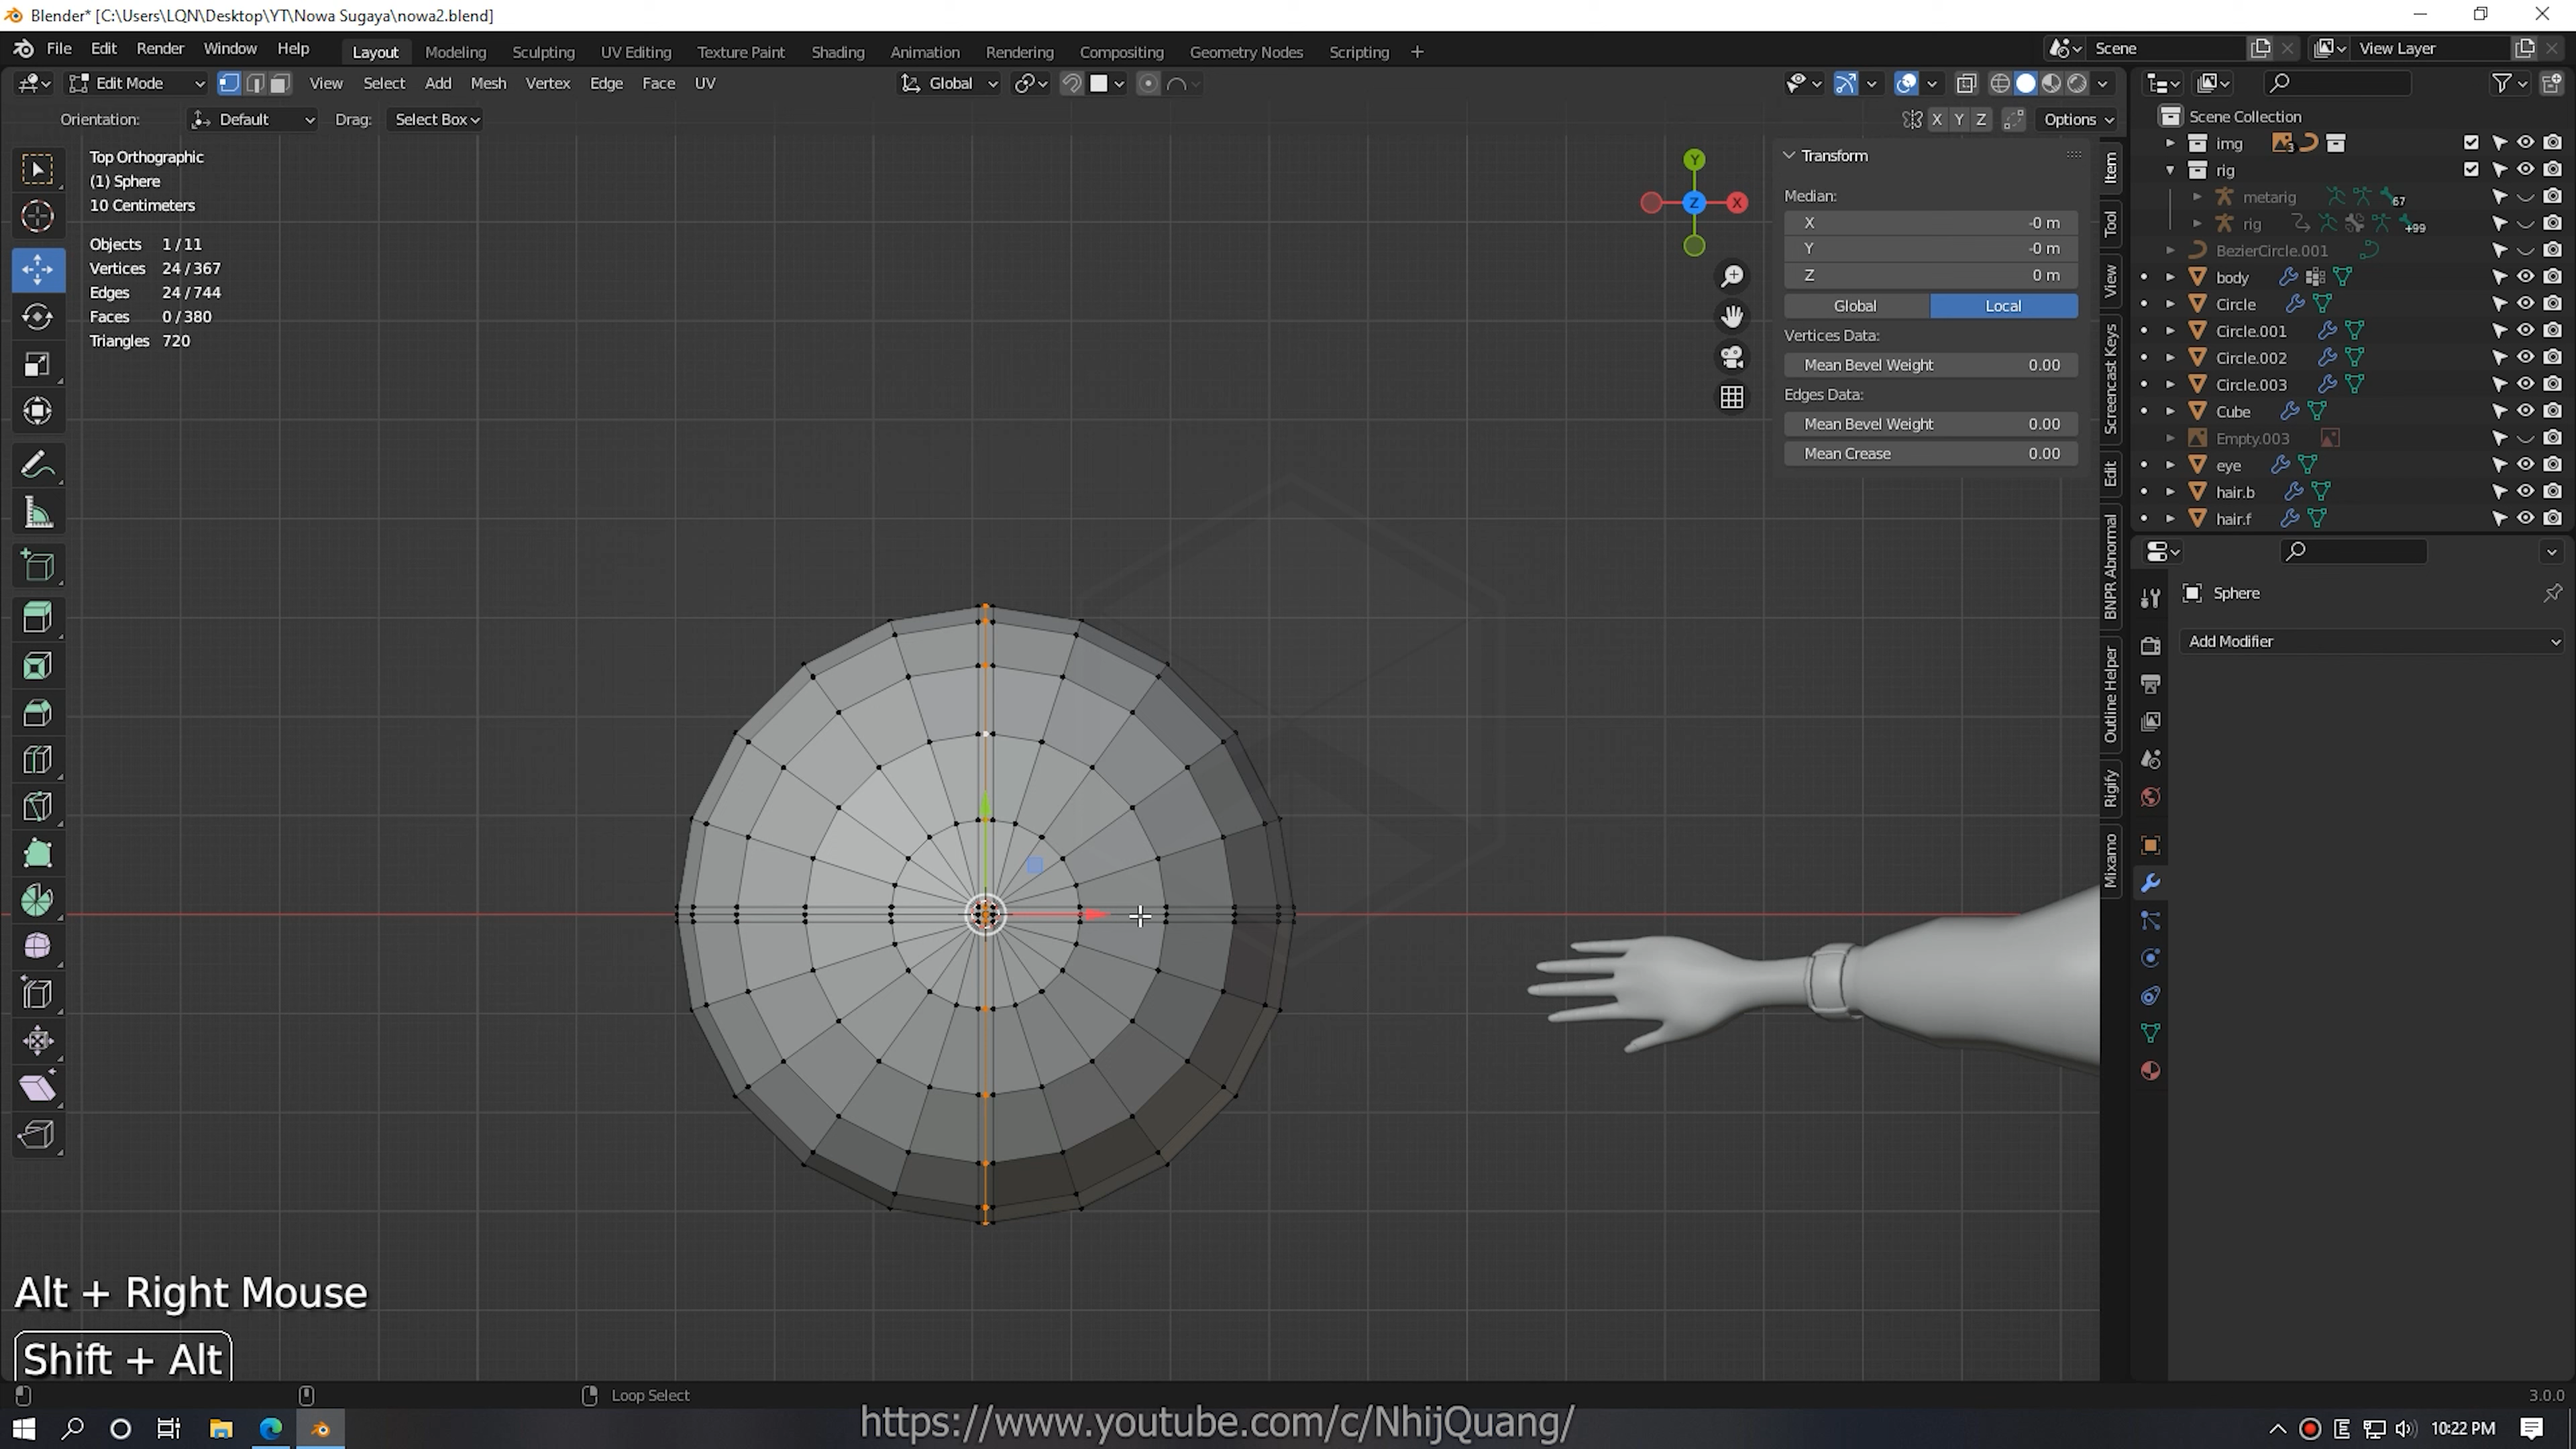 Blender* [C:\Users\LQN\Desktop\YT\Nowa Sugaya\nowa2.blend]
File Edit Render Window Help Layout Modeling Sculpting UV Editing Texture Paint Shading Animation Rendering Compositing Geometry Nodes Scripting + Scene View Layer
Edit Mode View Select Add Mesh Vertex Edge Face UV Global
Orientation: Default Drag: Select Box X Y Z Options
Top Orthographic
(1) Sphere
10 Centimeters
Objects 1/11
Vertices 24/367
Edges 24/744
Faces 0/380
Triangles 720
Y
Z
X
Transform
Median:
X -0 m
Y -0 m
Z 0 m
Global Local
Vertices Data:
Mean Bevel Weight 0.00
Edges Data:
Mean Bevel Weight 0.00
Mean Crease 0.00
Item
Tool
View
Screencast Keys
Edit
BNPR Abnormal
Outline Helper
Rigify
Mixamo
Scene Collection
img 3
rig
metarig 67
rig +99
BezierCircle.001
body
Circle
Circle.001
Circle.002
Circle.003
Cube
Empty.003
eye
hair.b
hair.f
Sphere
Add Modifier
Alt + Right Mouse
Shift + Alt
Loop Select
3.0.0
https://www.youtube.com/c/NhijQuang/
E
10:22 PM